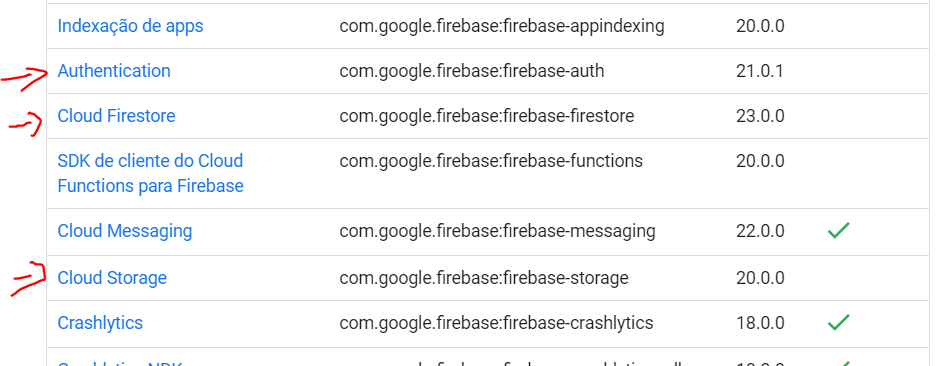 Indexação de apps com.google.firebase:firebase-appindexing 20.0.0
Authentication com.google.firebase:firebase-auth 21.0.1
Cloud Firestore com.google.firebase:firebase-firestore 23.0.0
SDK de cliente do Cloud com.google.firebase:firebase-functions 20.0.0
Functions para Firebase
Cloud Messaging com.google.firebase:firebase-messaging 22.0.0
Cloud Storage com.google.firebase:firebase-storage 20.0.0
Crashlytics com.google.firebase:firebase-crashlytics 18.0.0